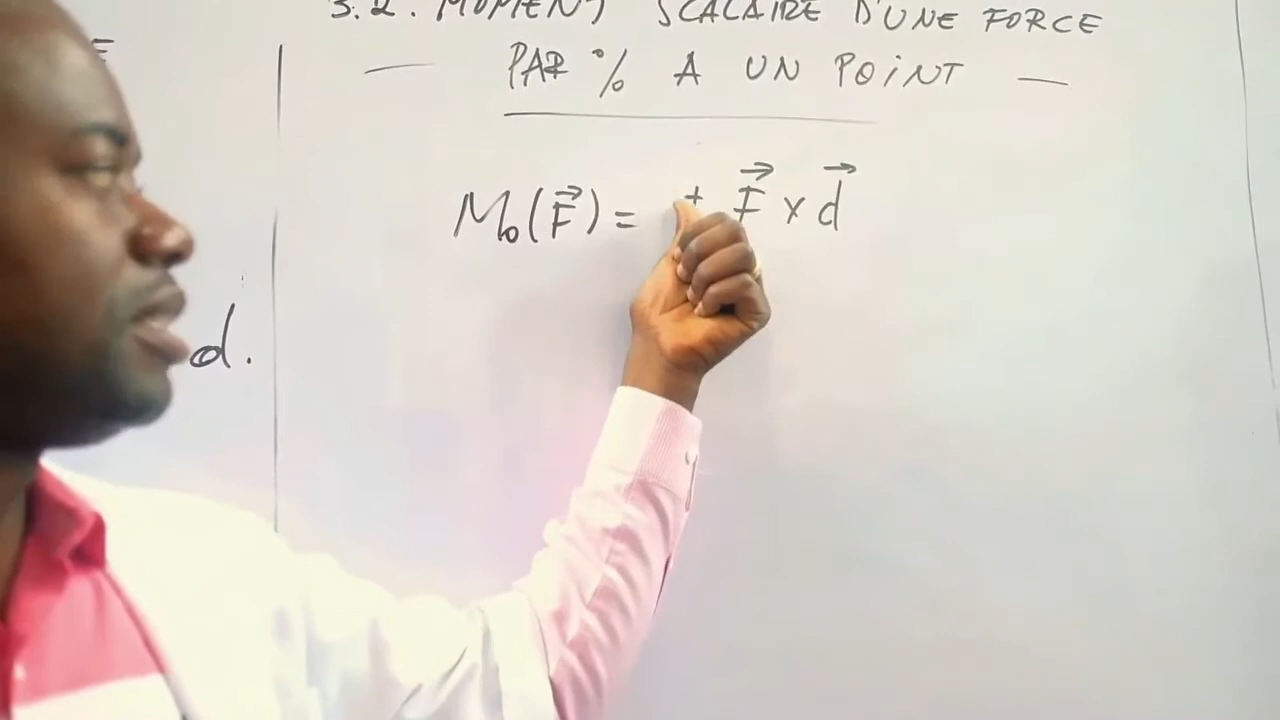 3.2. MOMENT SCALAIRE D'UNE FORCE
— PAR % A UN POINT —
M₀(F⃗) = + F⃗ x d⃗
d.